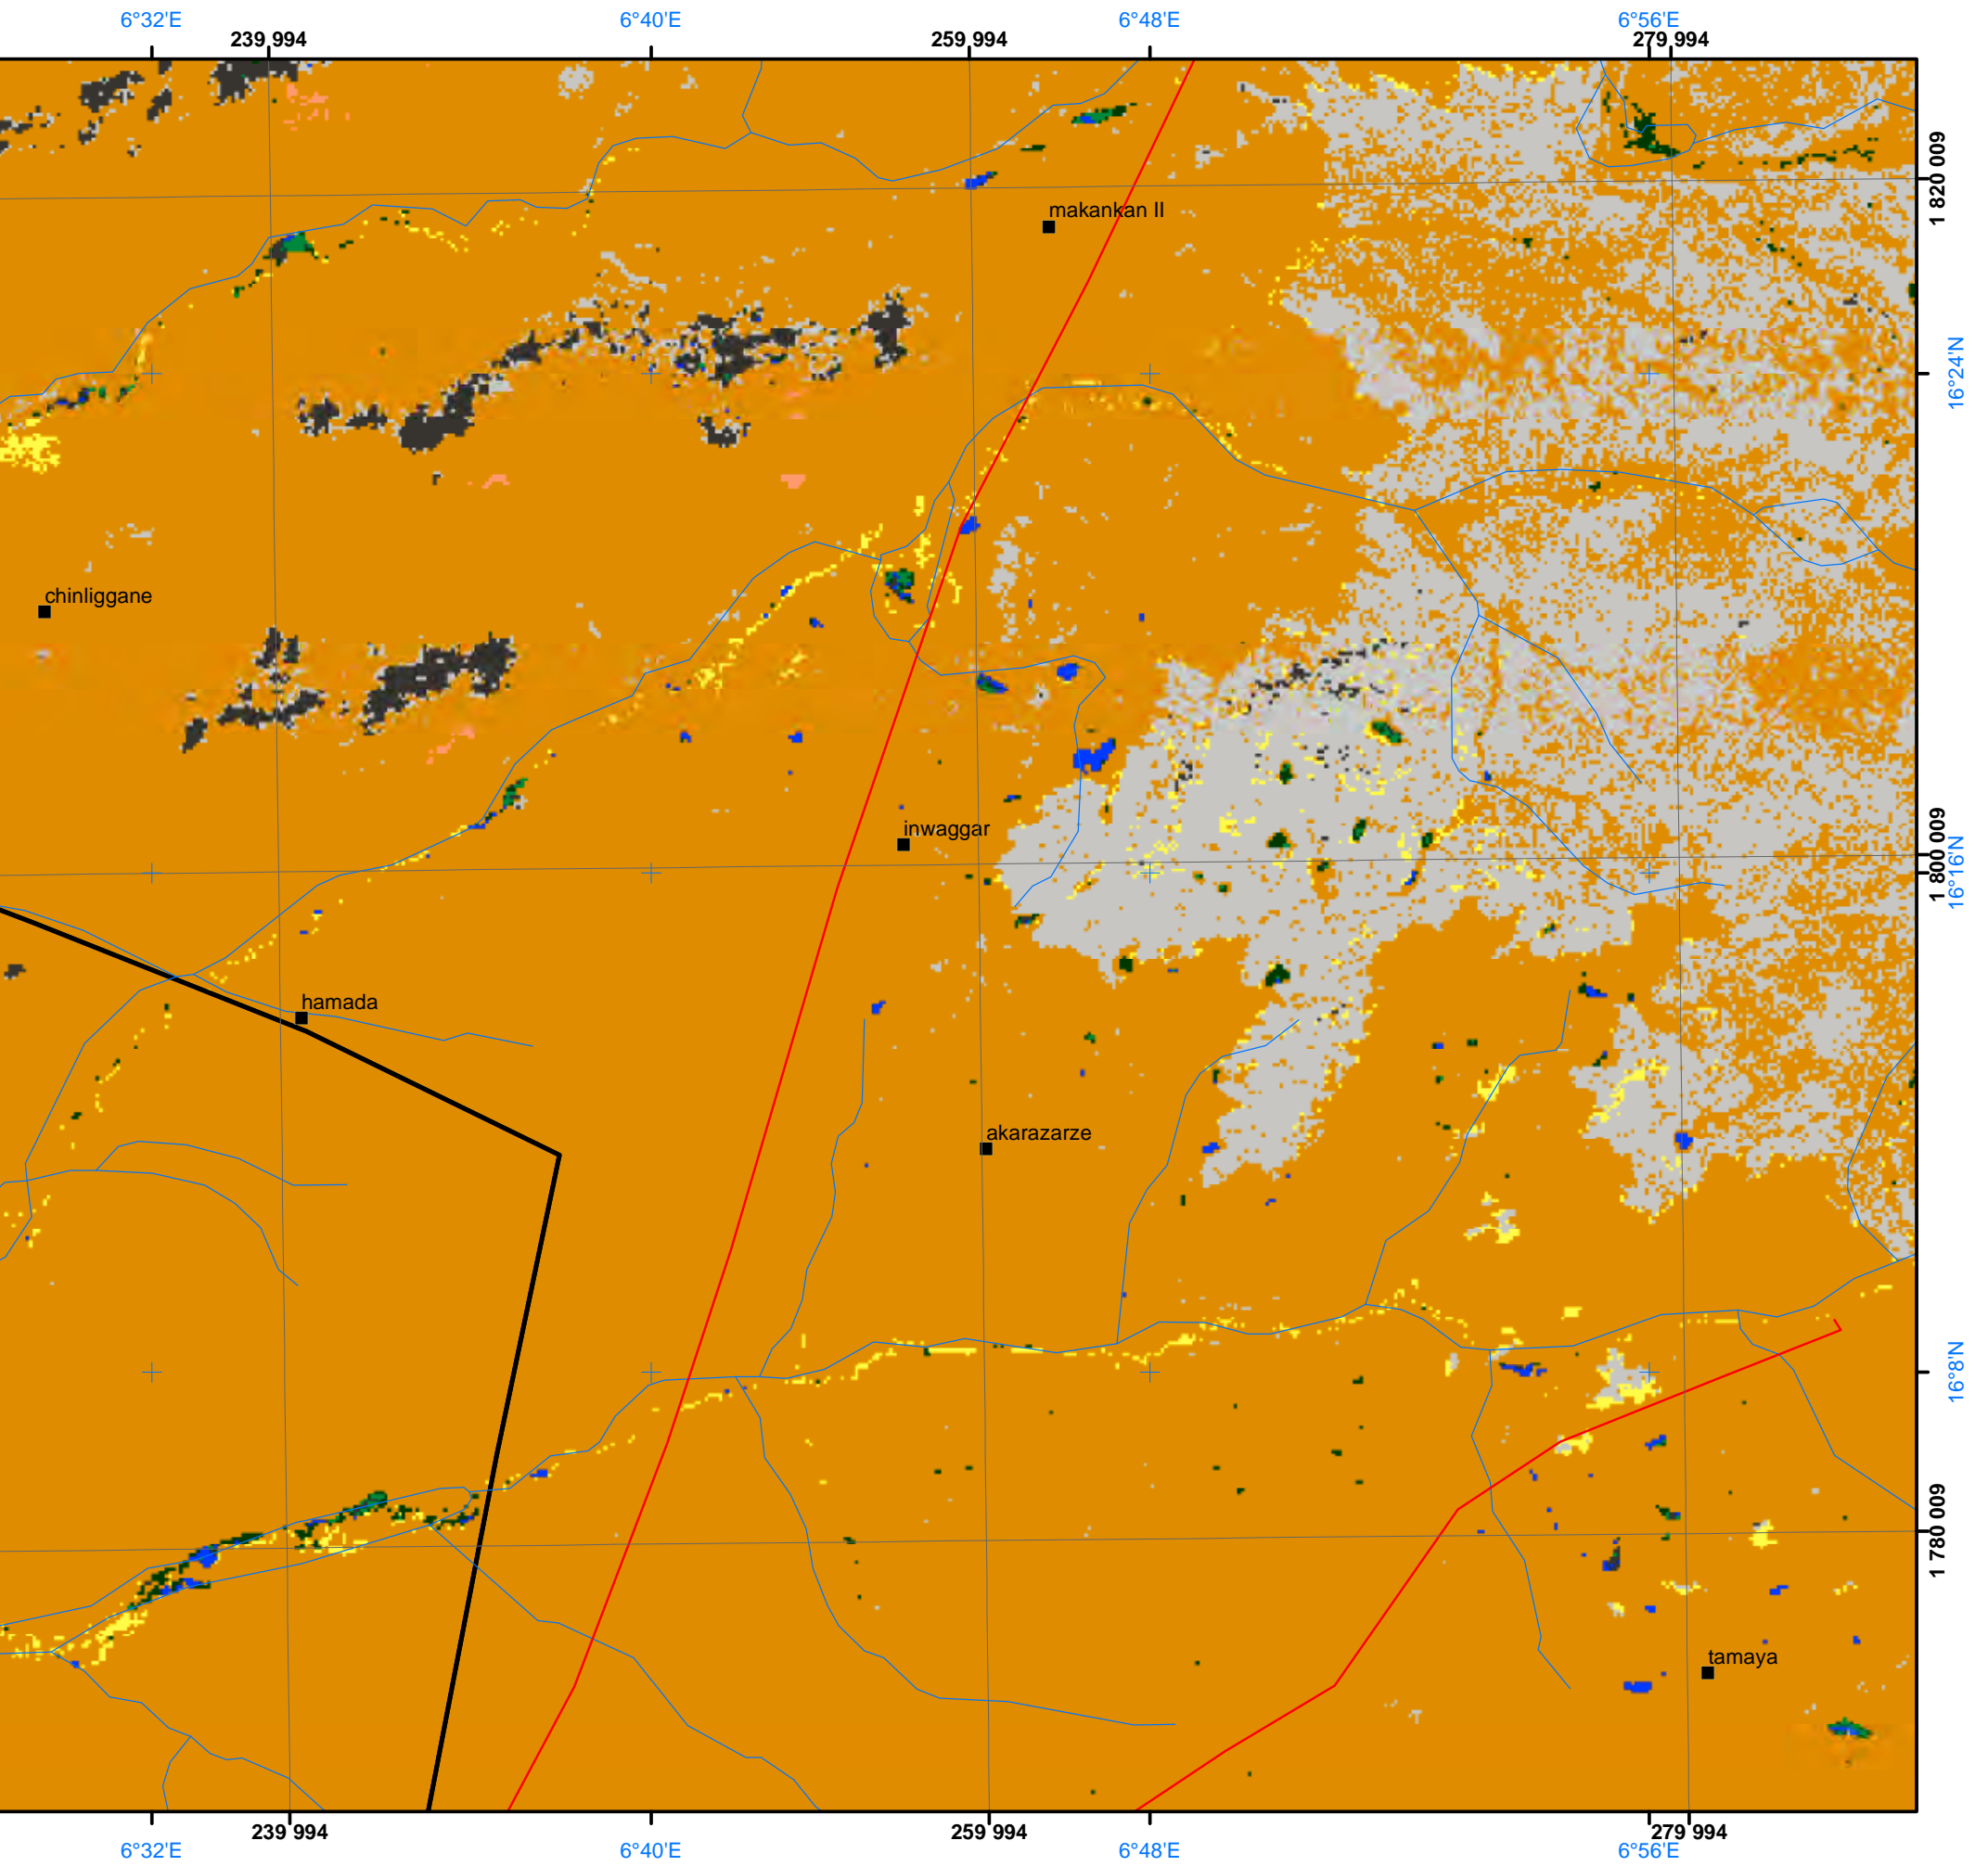 6°32'E 6°40'E 6°48'E 6°56'E
239 994 259 994 279 994
1 820 009
makankan II
16°24'N
chinliggane
inwaggar
1 800 009
16°16'N
hamada
akarazarze
16°8'N
1 780 009
tamaya
239 994 259 994 279 994
6°32'E 6°40'E 6°48'E 6°56'E